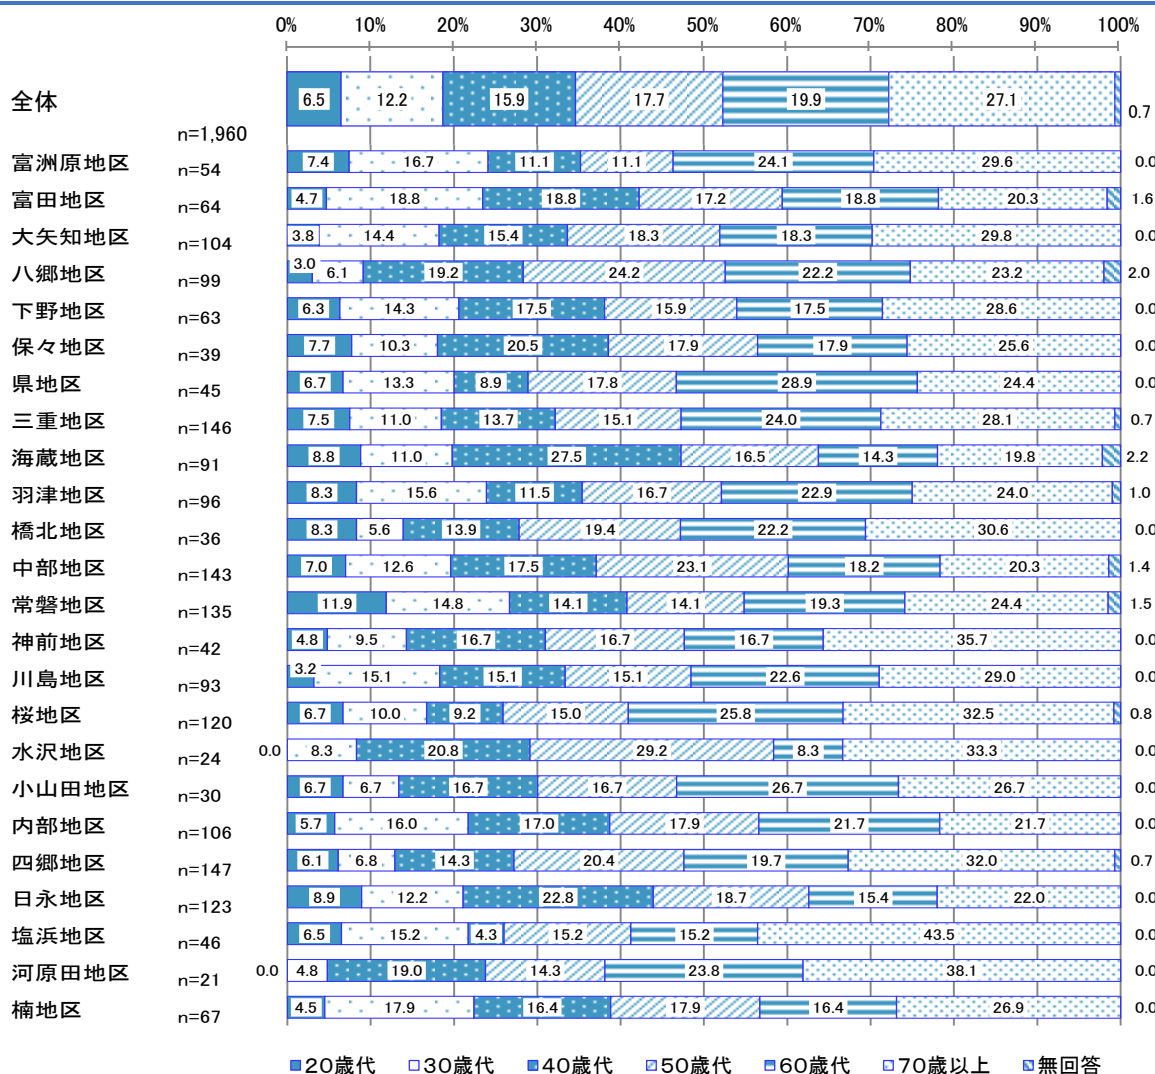 0% 10% 20% 30% 40% 50% 60% 70% 80% 90% 100%
全体 n=1,960 6.5 12.2 15.9 17.7 19.9 27.1 0.7
富洲原地区 n=54 7.4 16.7 11.1 11.1 24.1 29.6 0.0
富田地区 n=64 4.7 18.8 18.8 17.2 18.8 20.3 1.6
大矢知地区 n=104 3.8 14.4 15.4 18.3 18.3 29.8 0.0
八郷地区 n=99 3.0 6.1 19.2 24.2 22.2 23.2 2.0
下野地区 n=63 6.3 14.3 17.5 15.9 17.5 28.6 0.0
保々地区 n=39 7.7 10.3 20.5 17.9 17.9 25.6 0.0
県地区 n=45 6.7 13.3 8.9 17.8 28.9 24.4 0.0
三重地区 n=146 7.5 11.0 13.7 15.1 24.0 28.1 0.7
海蔵地区 n=91 8.8 11.0 27.5 16.5 14.3 19.8 2.2
羽津地区 n=96 8.3 15.6 11.5 16.7 22.9 24.0 1.0
橋北地区 n=36 8.3 5.6 13.9 19.4 22.2 30.6 0.0
中部地区 n=143 7.0 12.6 17.5 23.1 18.2 20.3 1.4
常磐地区 n=135 11.9 14.8 14.1 14.1 19.3 24.4 1.5
神前地区 n=42 4.8 9.5 16.7 16.7 16.7 35.7 0.0
川島地区 n=93 3.2 15.1 15.1 15.1 22.6 29.0 0.0
桜地区 n=120 6.7 10.0 9.2 15.0 25.8 32.5 0.8
水沢地区 n=24 0.0 8.3 20.8 29.2 8.3 33.3 0.0
小山田地区 n=30 6.7 6.7 16.7 16.7 26.7 26.7 0.0
内部地区 n=106 5.7 16.0 17.0 17.9 21.7 21.7 0.0
四郷地区 n=147 6.1 6.8 14.3 20.4 19.7 32.0 0.7
日永地区 n=123 8.9 12.2 22.8 18.7 15.4 22.0 0.0
塩浜地区 n=46 6.5 15.2 4.3 15.2 15.2 43.5 0.0
河原田地区 n=21 0.0 4.8 19.0 14.3 23.8 38.1 0.0
楠地区 n=67 4.5 17.9 16.4 17.9 16.4 26.9 0.0
20歳代 30歳代 40歳代 50歳代 60歳代 70歳以上 無回答